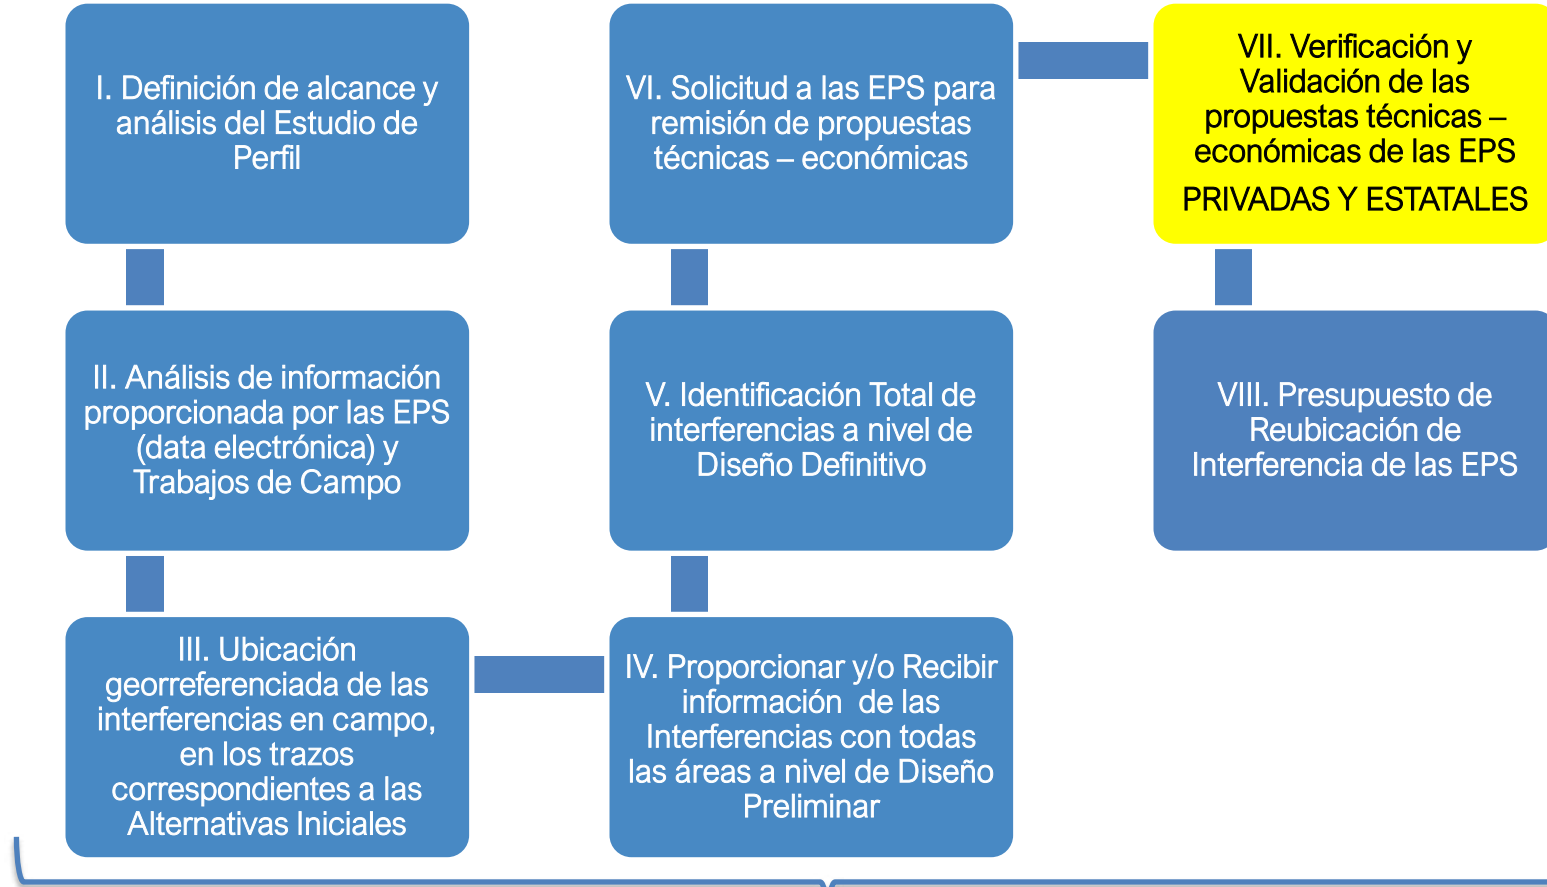 I. Definición de alcance y
análisis del Estudio de
Perfil
II. Análisis de información
proporcionada por las EPS
(data electrónica) y
Trabajos de Campo
III. Ubicación
georreferenciada de las
interferencias en campo,
en los trazos
correspondientes a las
Alternativas Iniciales
IV. Proporcionar y/o Recibir
información de las
Interferencias con todas
las áreas a nivel de Diseño
Preliminar
V. Identificación Total de
interferencias a nivel de
Diseño Definitivo
VI. Solicitud a las EPS para
remisión de propuestas
técnicas – económicas
VII. Verificación y
Validación de las
propuestas técnicas –
económicas de las EPS
PRIVADAS Y ESTATALES
VIII. Presupuesto de
Reubicación de
Interferencia de las EPS